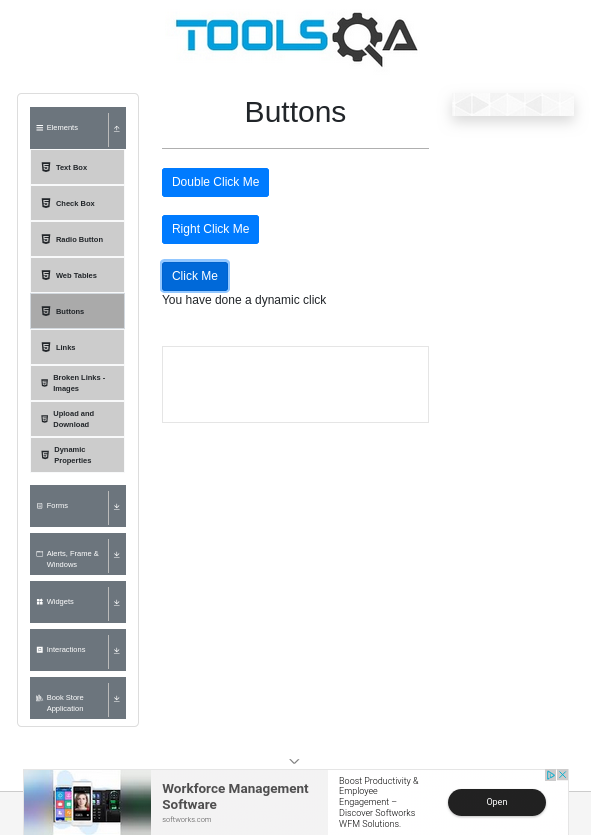 TOOLSQA
Buttons
Elements
Text Box
Check Box
Radio Button
Web Tables
Buttons
Links
Broken Links -
Images
Upload and
Download
Dynamic
Properties
Forms
Alerts, Frame &
Windows
Widgets
Interactions
Book Store
Application
Double Click Me
Right Click Me
Click Me
You have done a dynamic click
Workforce Management
Software
softworks.com
Boost Productivity &
Employee
Engagement –
Discover Softworks
WFM Solutions.
Open